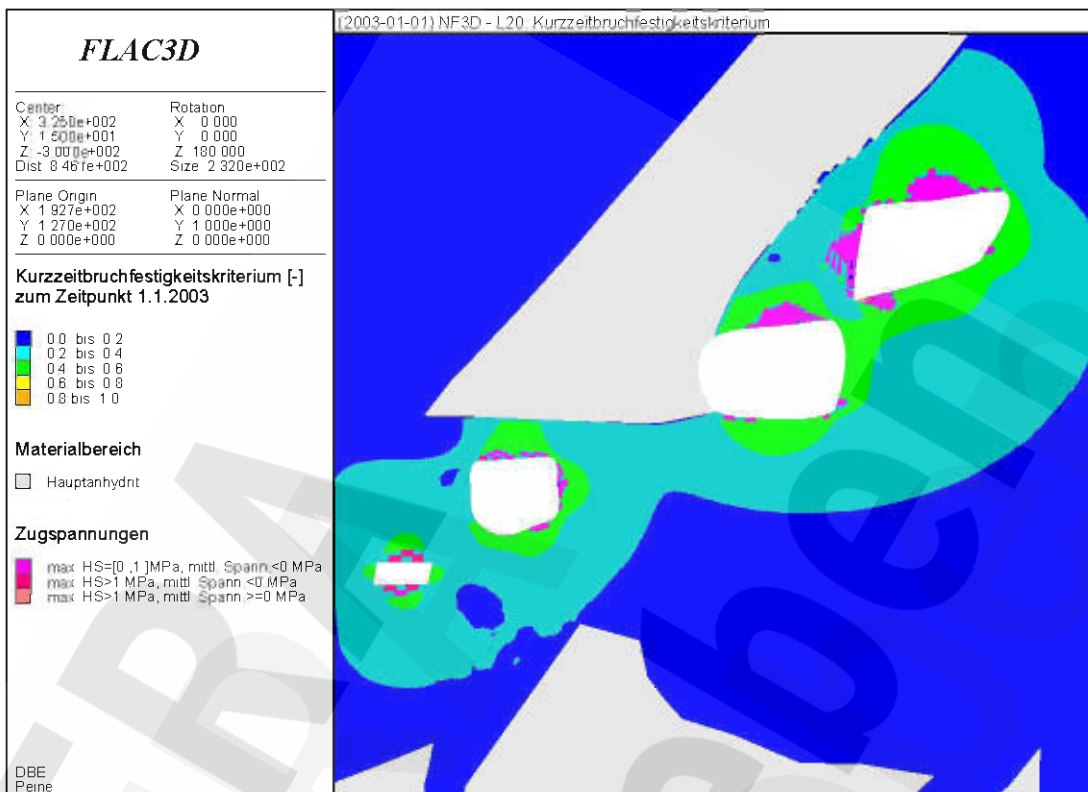 (2003-01-01) NF3D - L20: Kurzzeitbruchfestigkeitskriterium
FLAC3D
Center: Rotation
X 3.250e+002 X 0 000
Y 1.500e+001 Y 0 000
Z -3 000e+002 Z 180 000
Dist 8 461e+002 Size 2 320e+002
Plane Origin Plane Normal
X 1 927e+002 X 0 000e+000
Y 1 270e+002 Y 1 000e+000
Z 0 000e+000 Z 0 000e+000
Kurzzeitbruchfestigkeitskriterium [-]
zum Zeitpunkt 1.1.2003
0.0 bis 0 2
0.2 bis 0 4
0.4 bis 0 6
0.6 bis 0 8
0.8 bis 1 0
Materialbereich
Hauptanhydrit
Zugspannungen
max HS=[0 ,1 ]MPa, mittl. Spann.<0 MPa
max HS>1 MPa, mittl Spann.<0 MPa
max HS>1 MPa, mittl Spann.>=0 MPa
DBE
Peine